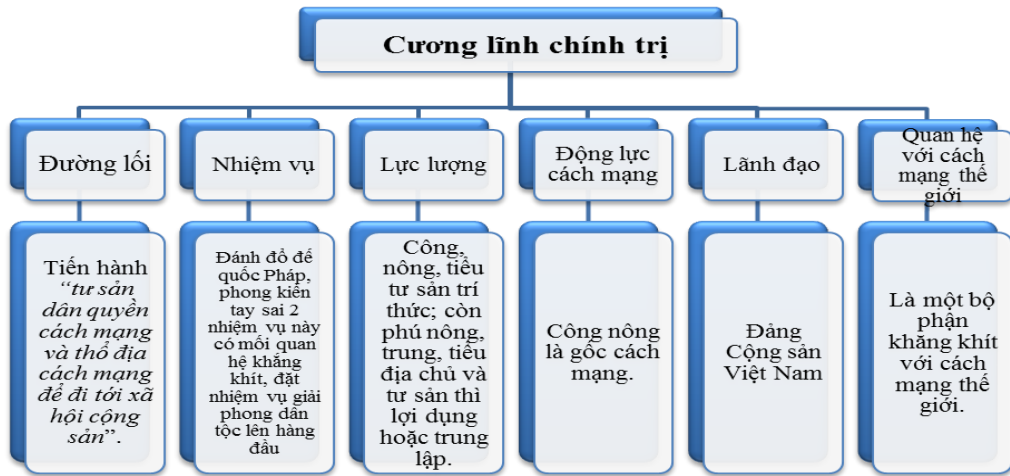 Cương lĩnh chính trị
Đường lối
Nhiệm vụ
Lực lượng
Động lực
cách mạng
Lãnh đạo
Quan hệ
với cách
mạng thế
giới
Tiến hành
“tư sản
dân quyền
cách mạng
và thổ địa
cách mạng
để đi tới xã
hội cộng
sản”.
Đánh đổ đế
quốc Pháp,
phong kiến
tay sai 2
nhiệm vụ này
có mối quan
hệ khắng
khít, đặt
nhiệm vụ giải
phong dân
tộc lên hàng
đầu
Công,
nông, tiểu
tư sản trí
thức; còn
phú nông,
trung, tiểu
địa chủ và
tư sản thì
lợi dụng
hoặc trung
lập.
Công nông
là gốc cách
mạng.
Đảng
Cộng sản
Việt Nam
Là một bộ
phận
khăng khít
với cách
mạng thế
giới.